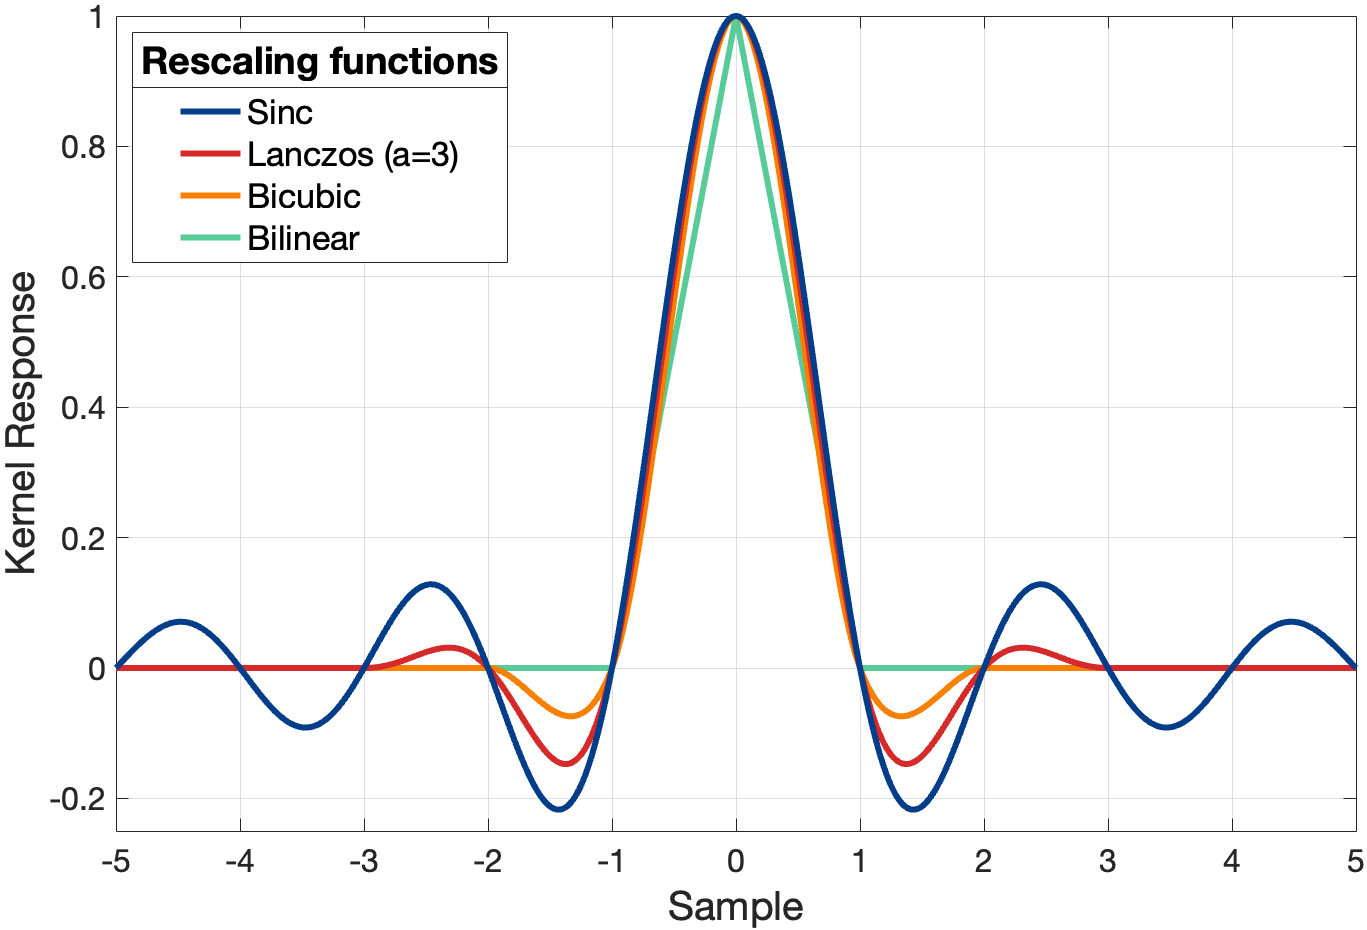 Rescaling functions
Sinc
Lanczos (a=3)
Bicubic
Bilinear
Kernel Response
1
0.8
0.6
0.4
0.2
0
-0.2
-5 -4 -3 -2 -1 0 1 2 3 4 5
Sample